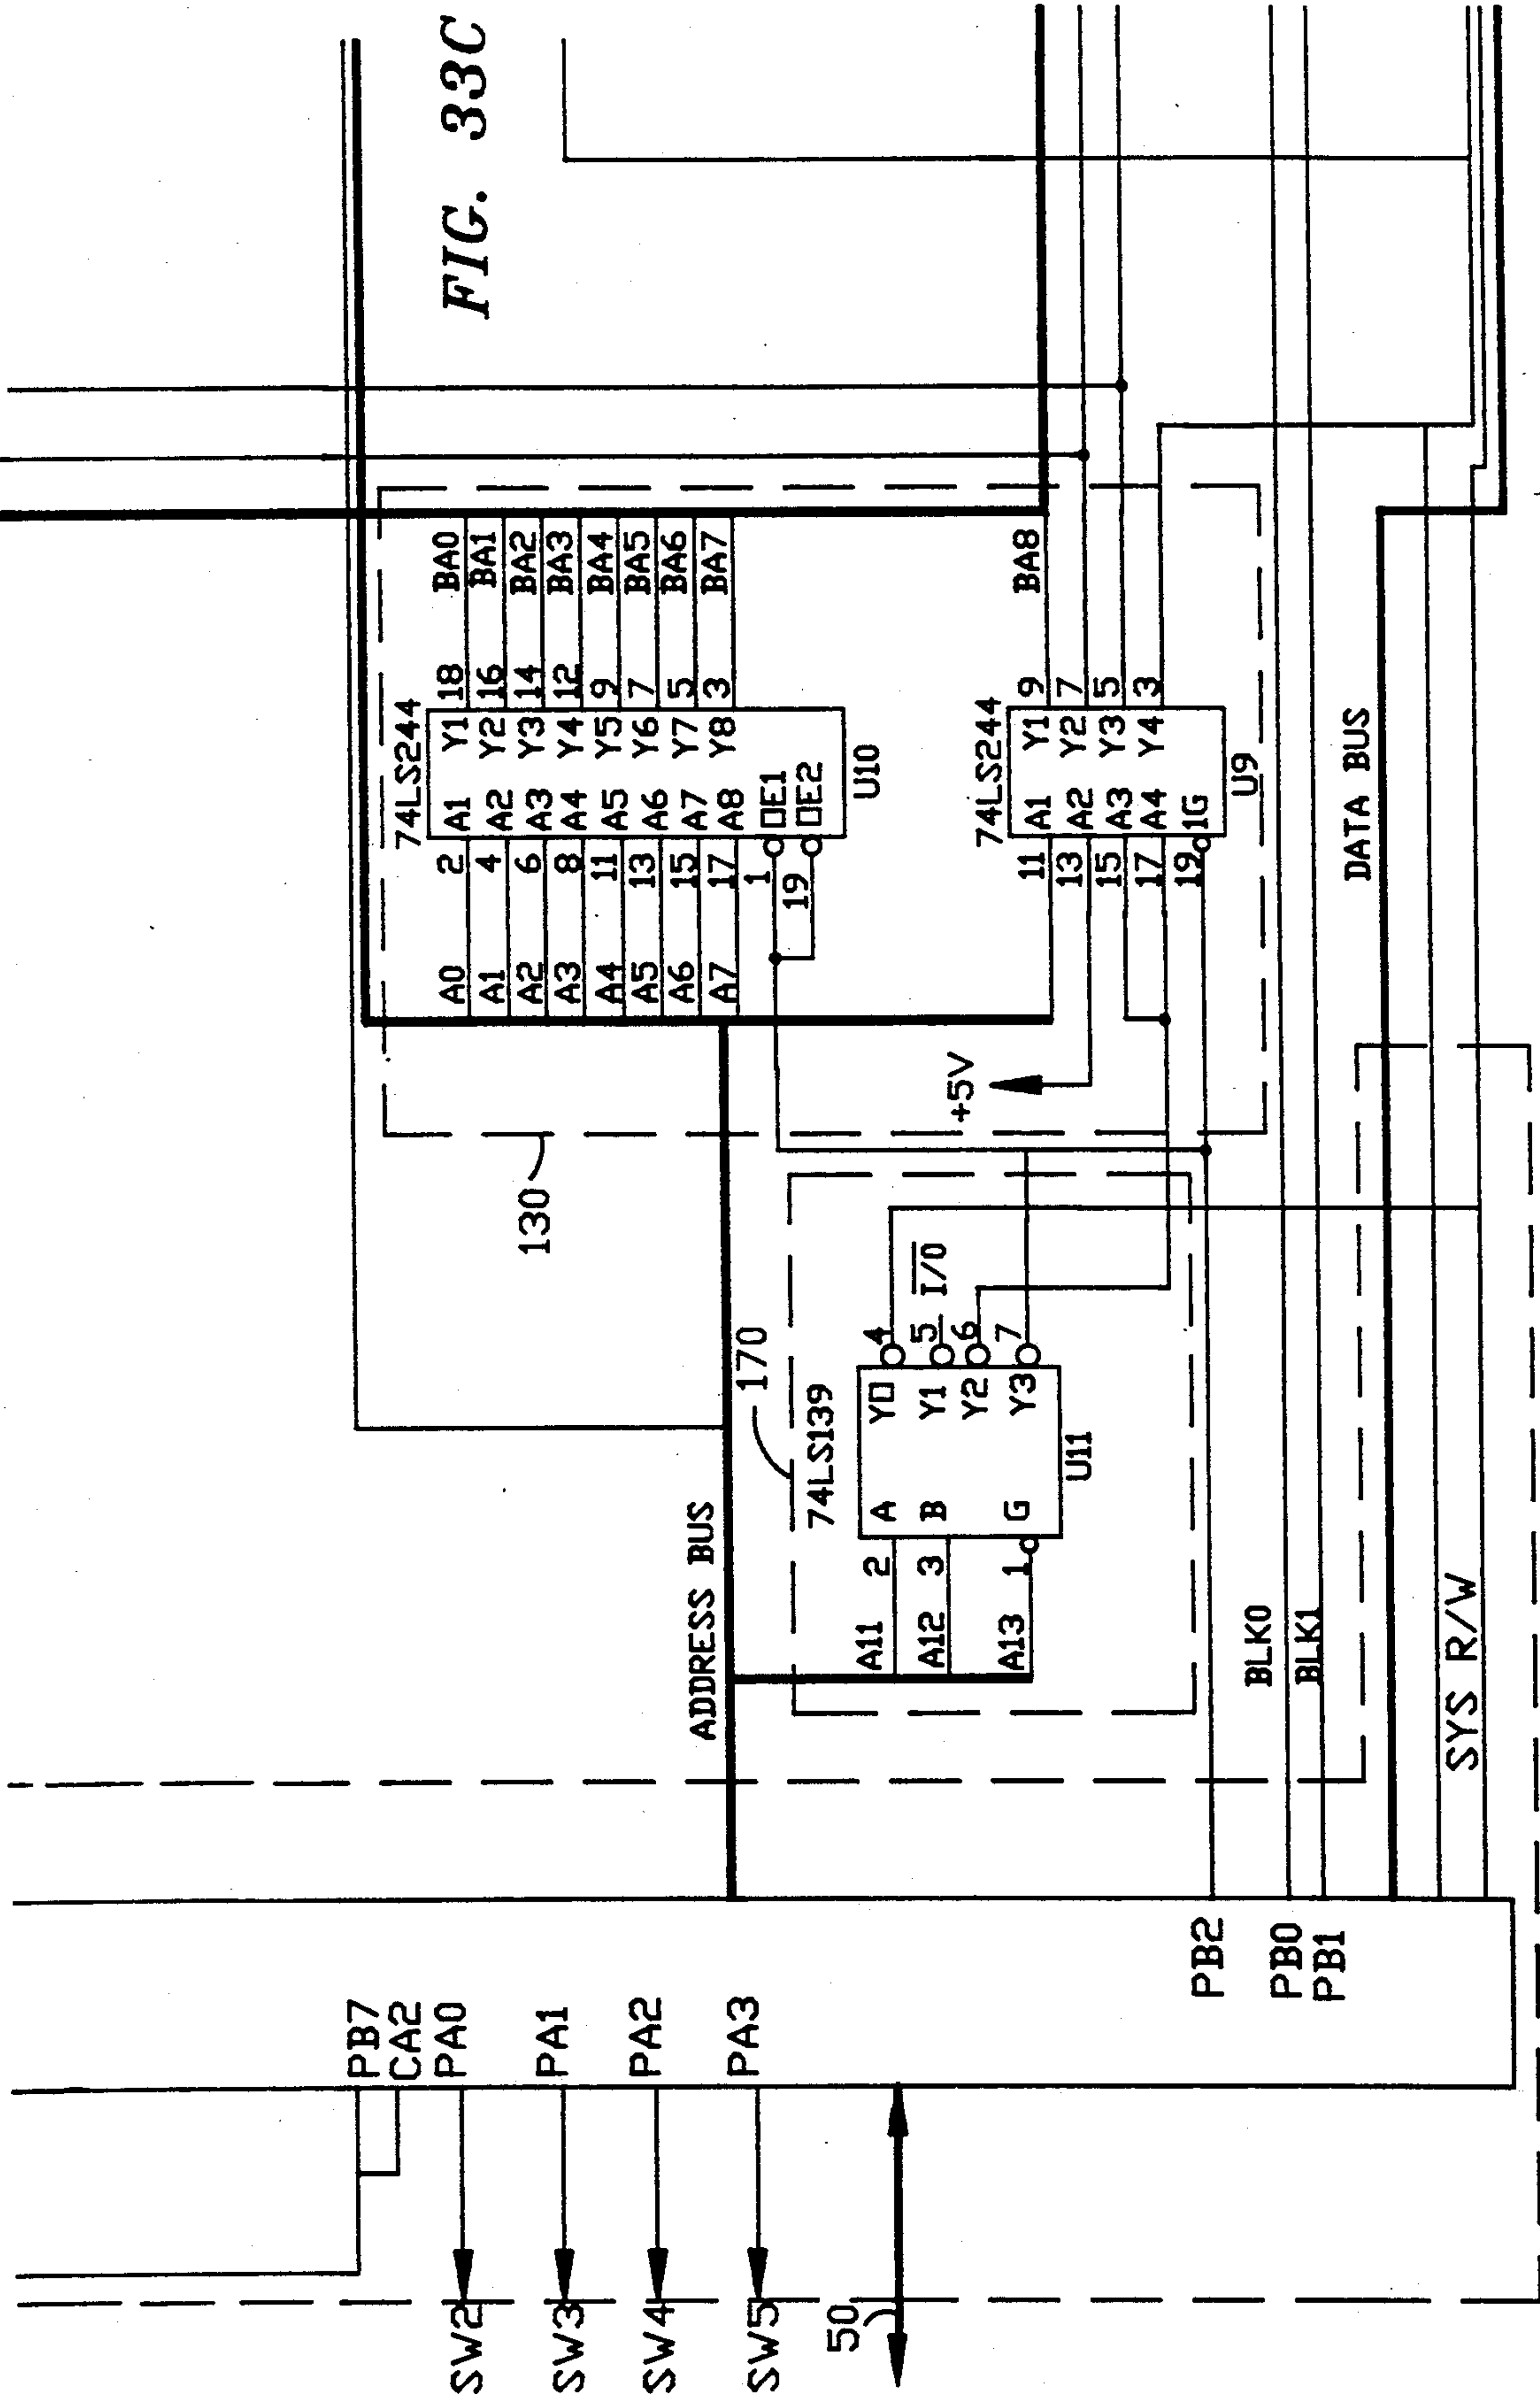 FIG. 33C
PB7
CA2
PA0
PA1
PA2
PA3
SW2
SW3
SW4
SW5
50
PB2
PB0
PB1
ADDRESS BUS
BLK0
BLK1
SYS R/W
DATA BUS
170
74LS139
A11 2 A Y0 4
A12 3 B Y1 5 I/O
Y2 6
A13 1 G Y3 7
U11
130
74LS244
A0 2 A1 Y1 18 BA0
A1 4 A2 Y2 16 BA1
A2 6 A3 Y3 14 BA2
A3 8 A4 Y4 12 BA3
A4 11 A5 Y5 9 BA4
A5 13 A6 Y6 7 BA5
A6 15 A7 Y7 5 BA6
A7 17 A8 Y8 3 BA7
1 OE1
19 OE2
U10
+5V
74LS244
11 A1 Y1 9 BA8
13 A2 Y2 7
15 A3 Y3 5
17 A4 Y4 3
19 1G
U9